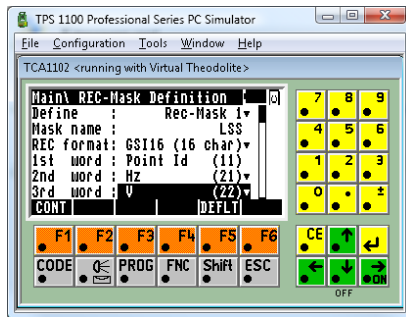 TPS 1100 Professional Series PC Simulator
File Configuration Tools Window Help
TCA1102 <running with Virtual Theodolite>
Main\ REC-Mask Definition
Define : Rec-Mask 1▾
Mask name : LSS
REC format: GSI16 (16 char)▾
1st word : Point Id (11)
2nd word : Hz (21)▾
3rd word : V (22)▾
CONT DEFLT
7 8 9
4 5 6
1 2 3
0 . ±
F1 F2 F3 F4 F5 F6
CODE PROG FNC Shift ESC
CE
ON
OFF